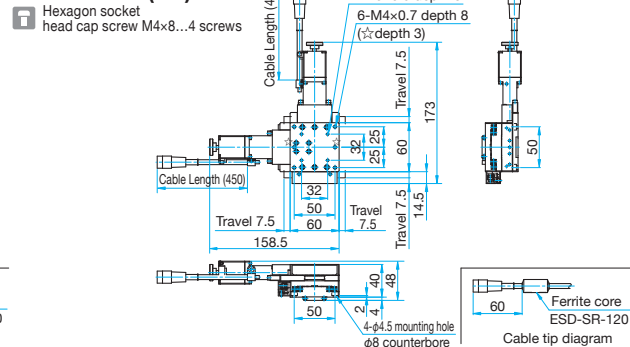 Hexagon socket
head cap screw M4×8...4 screws
6-M4×0.7 depth 8
(☆depth 3)
Cable Length (4
Travel 7.5
173
25
32
25
60
50
☆
☆
Cable Length (450)
32
50
60
Travel 7.5
Travel
7.5
Travel 7.5
14.5
158.5
40
48
50
2
4
4-φ4.5 mounting hole
φ8 counterbore
60
Ferrite core
ESD-SR-120
Cable tip diagram